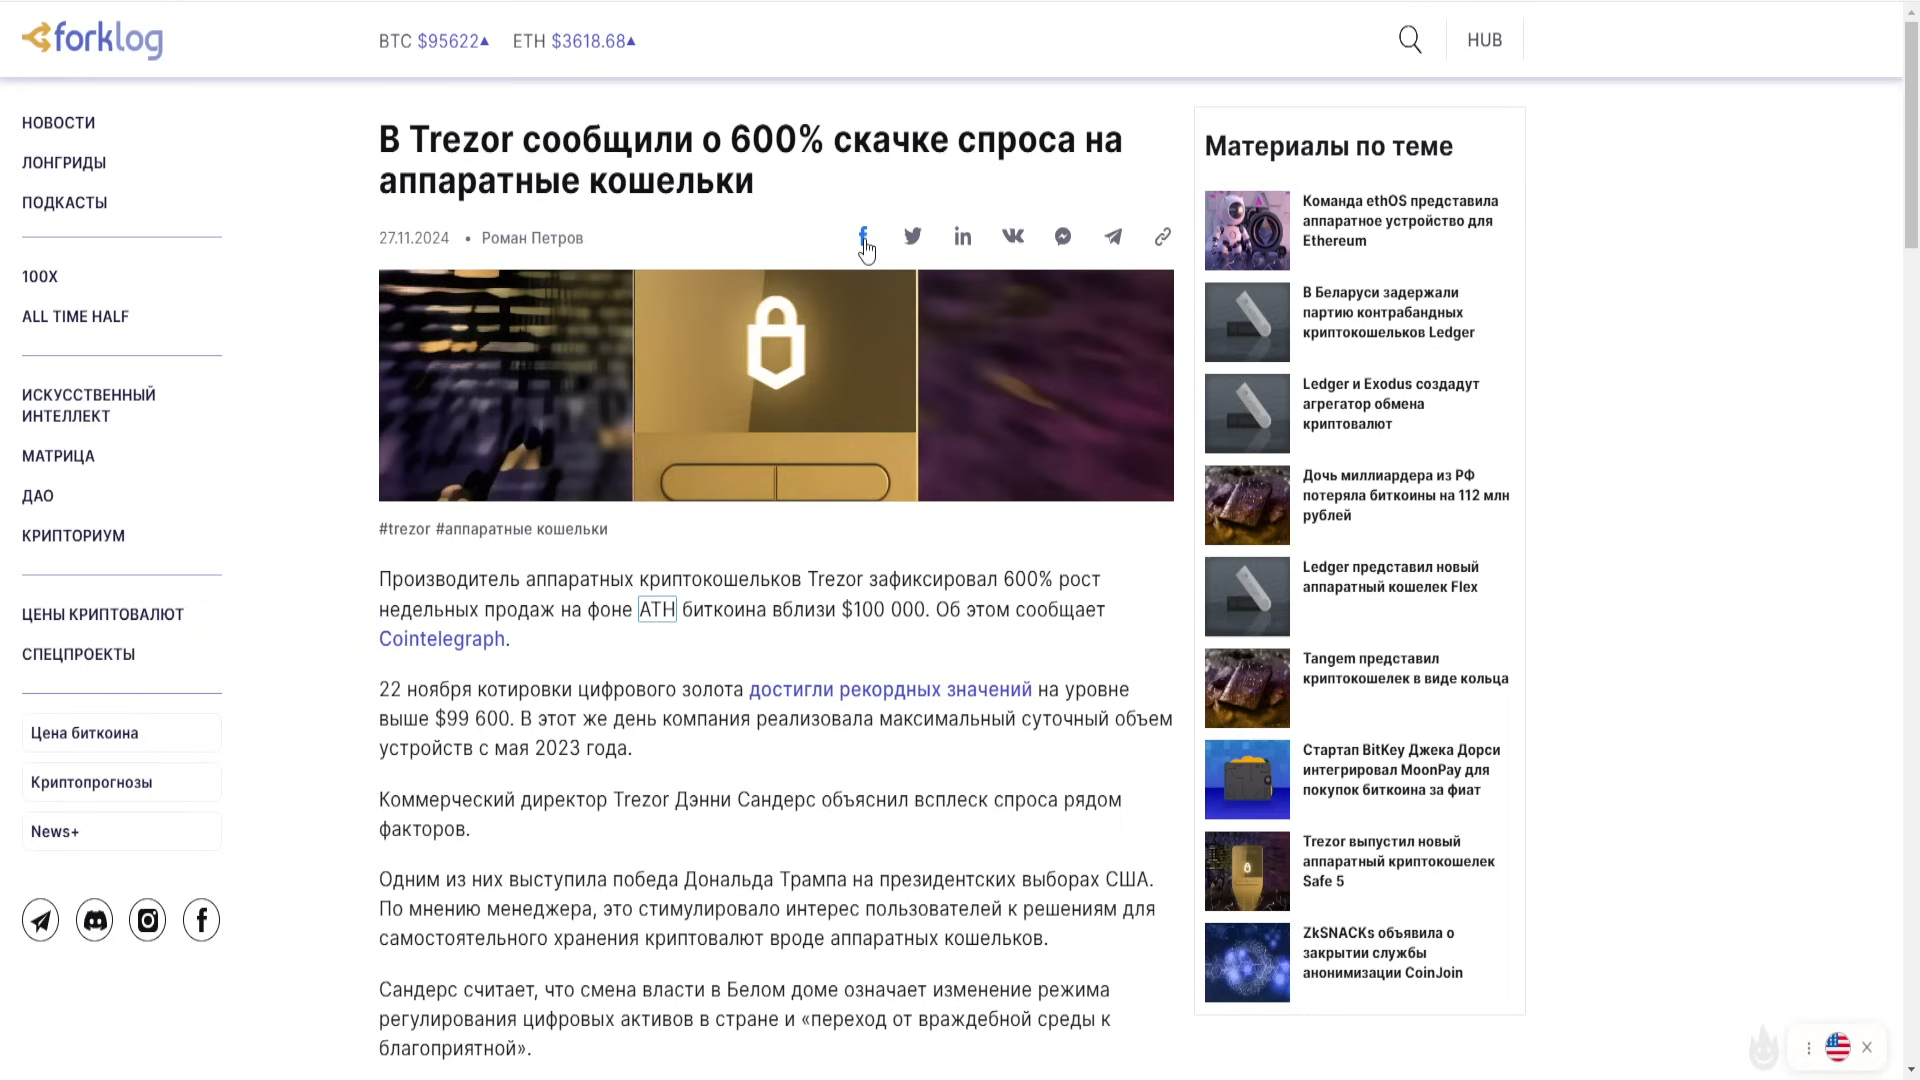 forklog
BTC $95622▲ ETH $3618.68▲
HUB
НОВОСТИ
ЛОНГРИДЫ
ПОДКАСТЫ
100X
ALL TIME HALF
ИСКУССТВЕННЫЙ
ИНТЕЛЛЕКТ
МАТРИЦА
ДАО
КРИПТОРИУМ
ЦЕНЫ КРИПТОВАЛЮТ
СПЕЦПРОЕКТЫ
Цена биткоина
Криптопрогнозы
News+
В Trezor сообщили о 600% скачке спроса на
аппаратные кошельки
27.11.2024 • Роман Петров
#trezor #аппаратные кошельки
Производитель аппаратных криптокошельков Trezor зафиксировал 600% рост
недельных продаж на фоне ATH биткоина вблизи $100 000. Об этом сообщает
Cointelegraph.
22 ноября котировки цифрового золота достигли рекордных значений на уровне
выше $99 600. В этот же день компания реализовала максимальный суточный объем
устройств с мая 2023 года.
Коммерческий директор Trezor Дэнни Сандерс объяснил всплеск спроса рядом
факторов.
Одним из них выступила победа Дональда Трампа на президентских выборах США.
По мнению менеджера, это стимулировало интерес пользователей к решениям для
самостоятельного хранения криптовалют вроде аппаратных кошельков.
Сандерс считает, что смена власти в Белом доме означает изменение режима
регулирования цифровых активов в стране и «переход от враждебной среды к
благоприятной».
Материалы по теме
Команда ethOS представила
аппаратное устройство для
Ethereum
В Беларуси задержали
партию контрабандных
криптокошельков Ledger
Ledger и Exodus создадут
агрегатор обмена
криптовалют
Дочь миллиардера из РФ
потеряла биткоины на 112 млн
рублей
Ledger представил новый
аппаратный кошелек Flex
Tangem представил
криптокошелек в виде кольца
Стартап BitKey Джека Дорси
интегрировал MoonPay для
покупок биткоина за фиат
Trezor выпустил новый
аппаратный криптокошелек
Safe 5
ZkSNACKs объявила о
закрытии службы
анонимизации CoinJoin